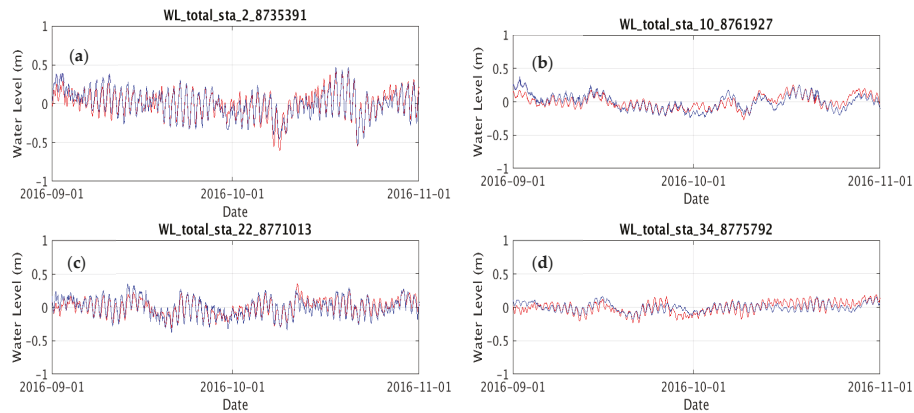 WL_total_sta_2_8735391
(a)
Water Level (m)
1
0.5
0
−0.5
−1
2016-09-01
2016-10-01
2016-11-01
Date
WL_total_sta_10_8761927
(b)
Water Level (m)
1
0.5
0
−0.5
−1
2016-09-01
2016-10-01
2016-11-01
Date
WL_total_sta_22_8771013
(c)
Water Level (m)
1
0.5
0
−0.5
−1
2016-09-01
2016-10-01
2016-11-01
Date
WL_total_sta_34_8775792
(d)
Water Level (m)
1
0.5
0
−0.5
−1
2016-09-01
2016-10-01
2016-11-01
Date